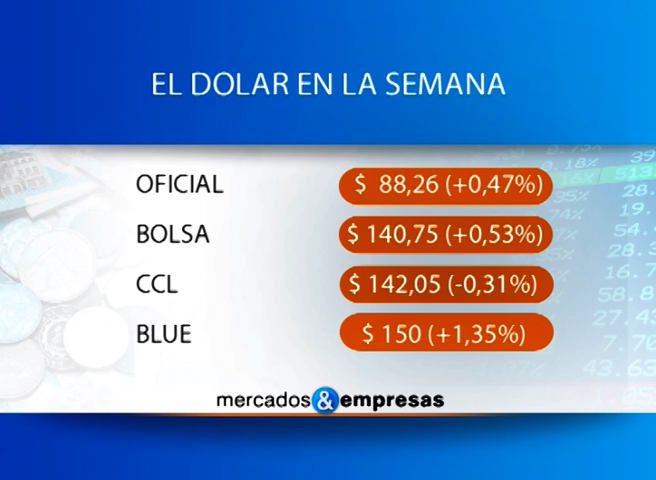 EL DOLAR EN LA SEMANA
OFICIAL $ 88,26 (+0,47%)
BOLSA $ 140,75 (+0,53%)
CCL $ 142,05 (-0,31%)
BLUE $ 150 (+1,35%)
mercados&empresas